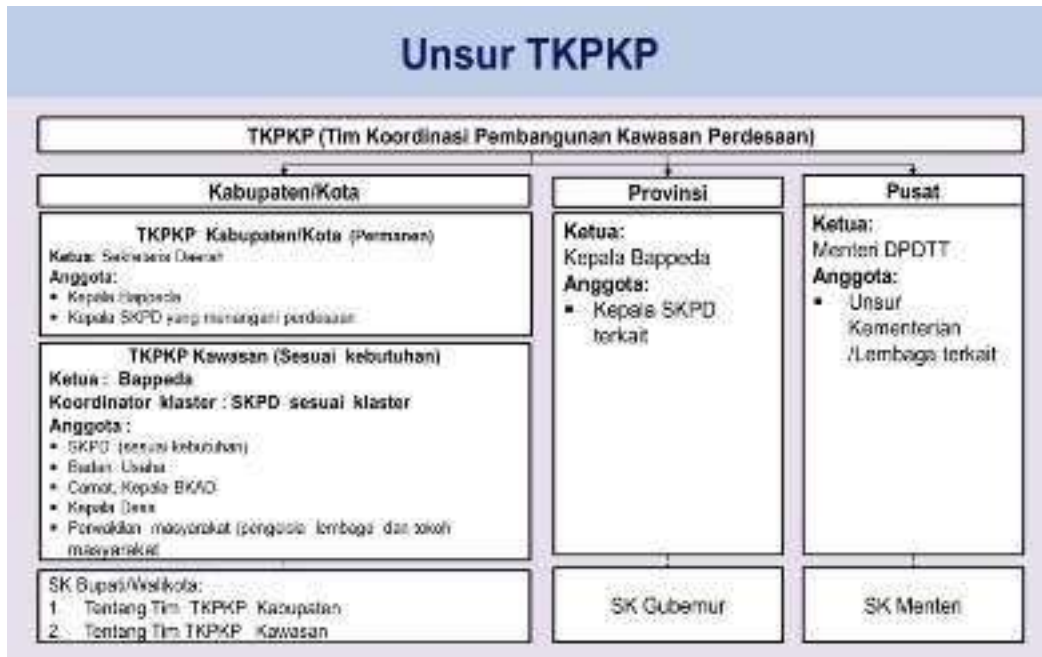 Unsur TKPKP
TKPKP (Tim Koordinasi Pembangunan Kawasan Perdesaan)
Kabupaten/Kota
TKPKP Kabupaten/Kota (Permanen)
Ketua: Sekretaris Daerah
Anggota:
▪ Kepala Bappeda
▪ Kepala SKPD yang menangani perdesaan
TKPKP Kawasan (Sesuai kebutuhan)
Ketua : Bappeda
Koordinator klaster : SKPD sesuai klaster
Anggota :
▪ SKPD (sesuai kebutuhan)
▪ Badan Usaha
▪ Camat, Kepala BKAD
▪ Kepala Desa
▪ Perwakilan masyarakat (pengelola lembaga dan tokoh
masyarakat
SK Bupati/Walikota:
1. Tentang Tim TKPKP Kabupaten
2. Tentang Tim TKPKP Kawasan
Provinsi
Ketua:
Kepala Bappeda
Anggota:
▪ Kepala SKPD
terkait
SK Gubernur
Pusat
Ketua:
Menteri DPDTT
Anggota:
▪ Unsur
Kementerian
/Lembaga terkait
SK Menteri